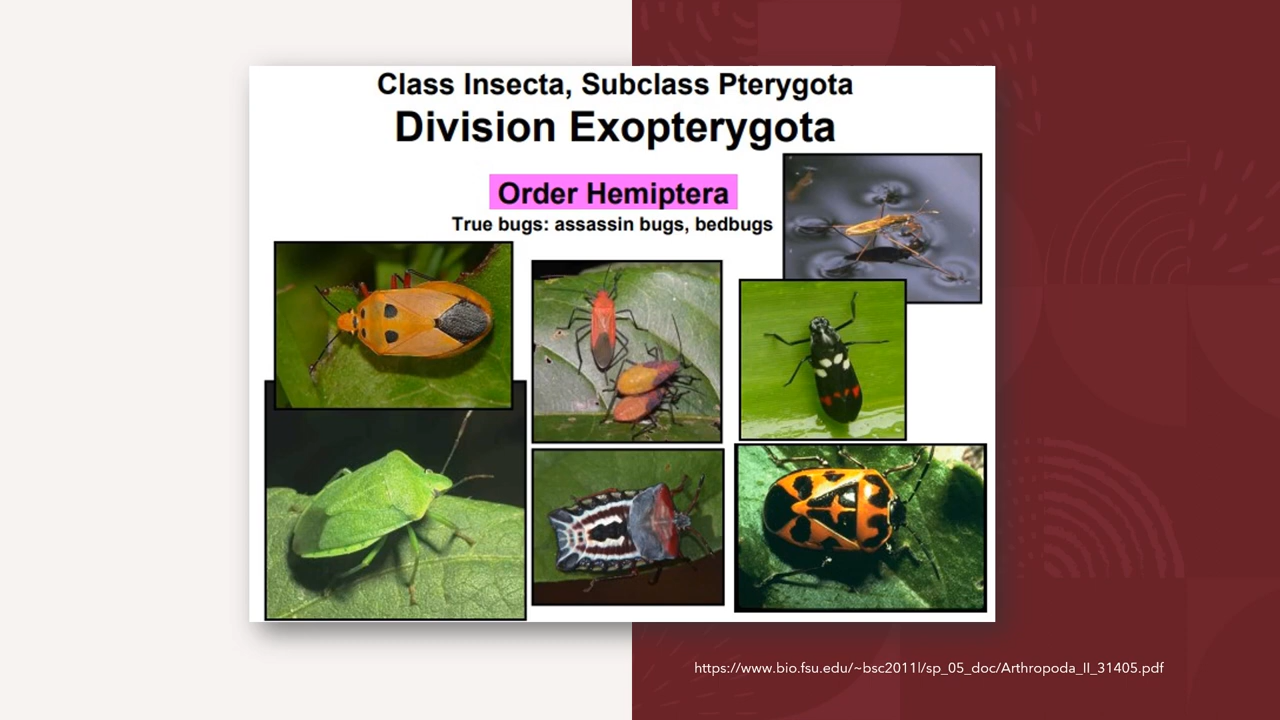 Class Insecta, Subclass Pterygota
Division Exopterygota
Order Hemiptera
True bugs: assassin bugs, bedbugs
https://www.bio.fsu.edu/~bsc2011l/sp_05_doc/Arthropoda_II_31405.pdf